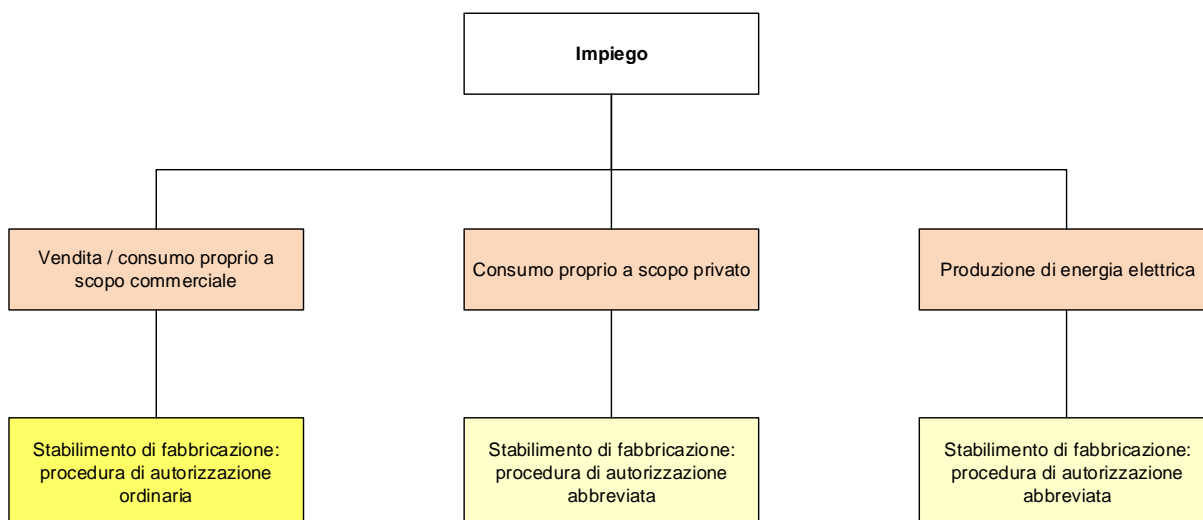 Impiego
Vendita / consumo proprio a
scopo commerciale
Consumo proprio a scopo privato
Produzione di energia elettrica
Stabilimento di fabbricazione:
procedura di autorizzazione
ordinaria
Stabilimento di fabbricazione:
procedura di autorizzazione
abbreviata
Stabilimento di fabbricazione:
procedura di autorizzazione
abbreviata